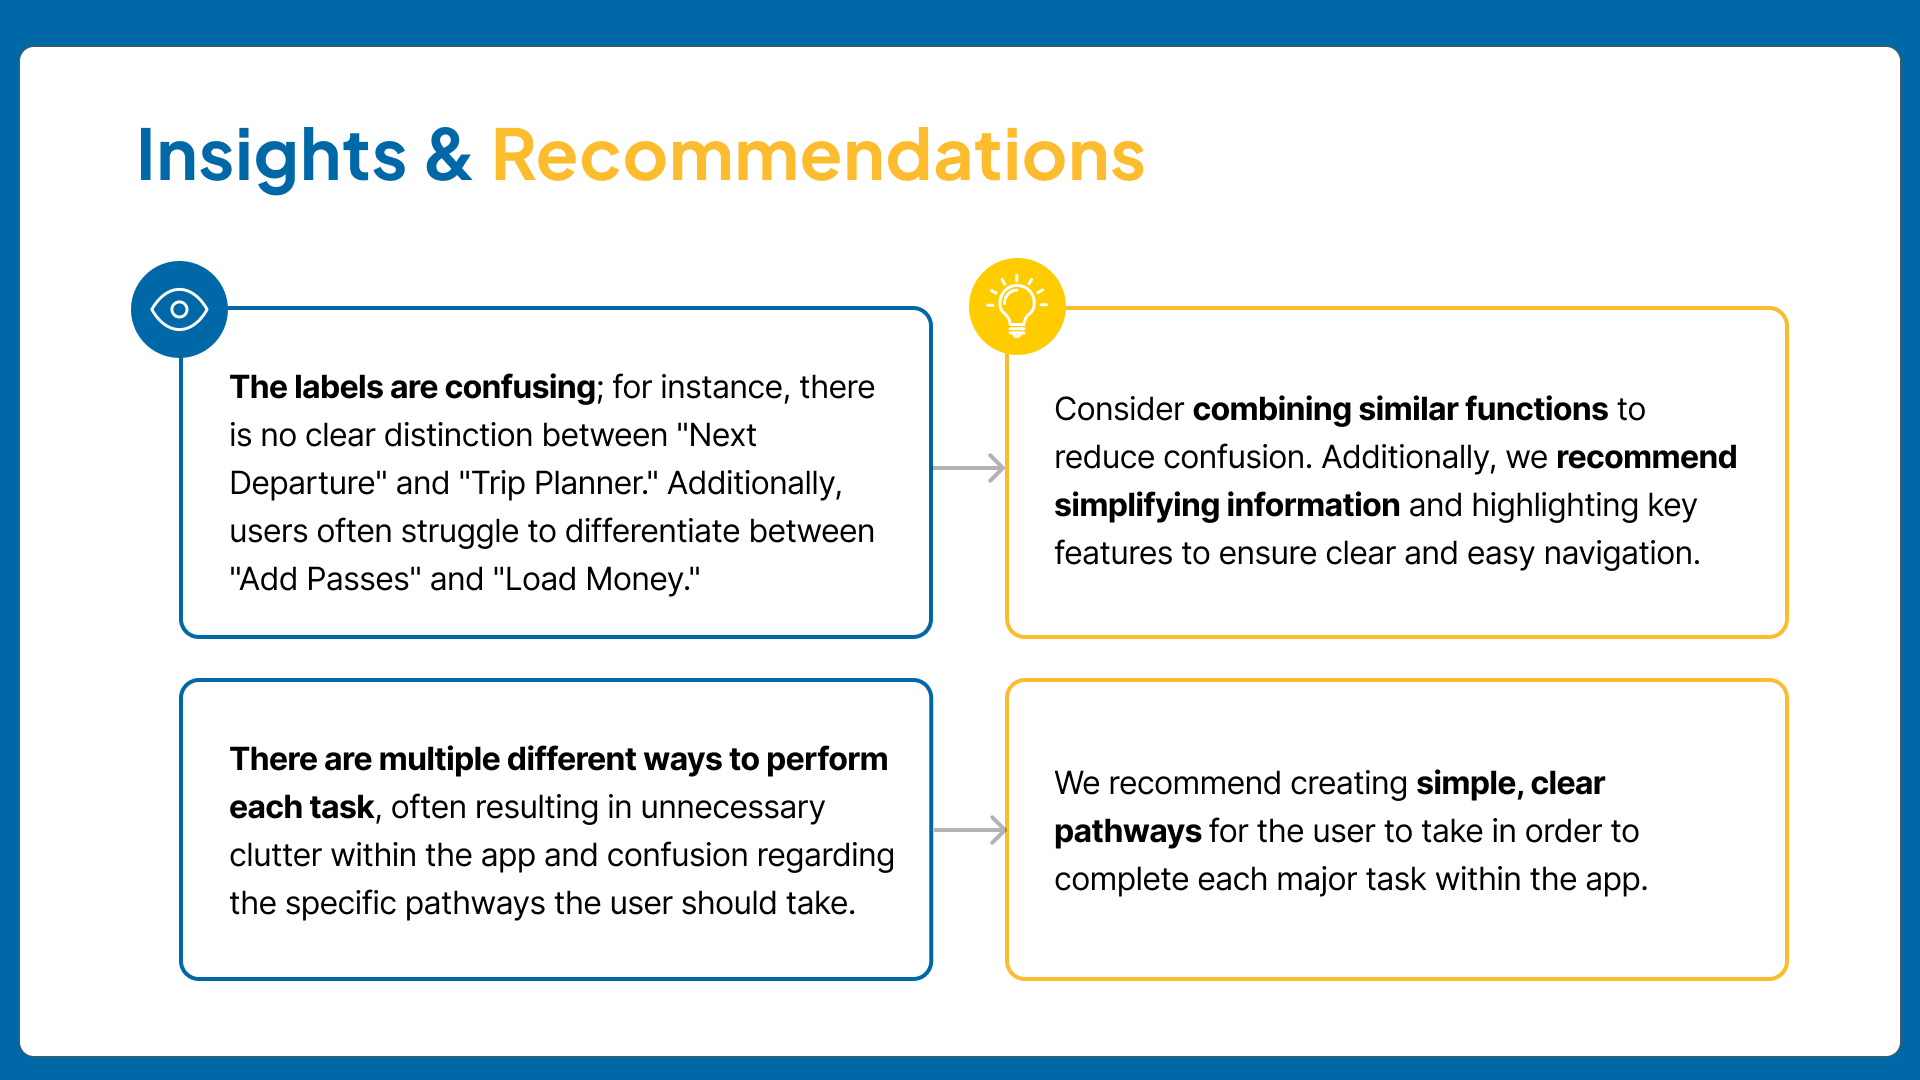 Insights & Recommendations
The labels are confusing; for instance, there
is no clear distinction between "Next
Departure" and "Trip Planner." Additionally,
users often struggle to differentiate between
"Add Passes" and "Load Money."
Consider combining similar functions to
reduce confusion. Additionally, we recommend
simplifying information and highlighting key
features to ensure clear and easy navigation.
There are multiple different ways to perform
each task, often resulting in unnecessary
clutter within the app and confusion regarding
the specific pathways the user should take.
We recommend creating simple, clear
pathways for the user to take in order to
complete each major task within the app.